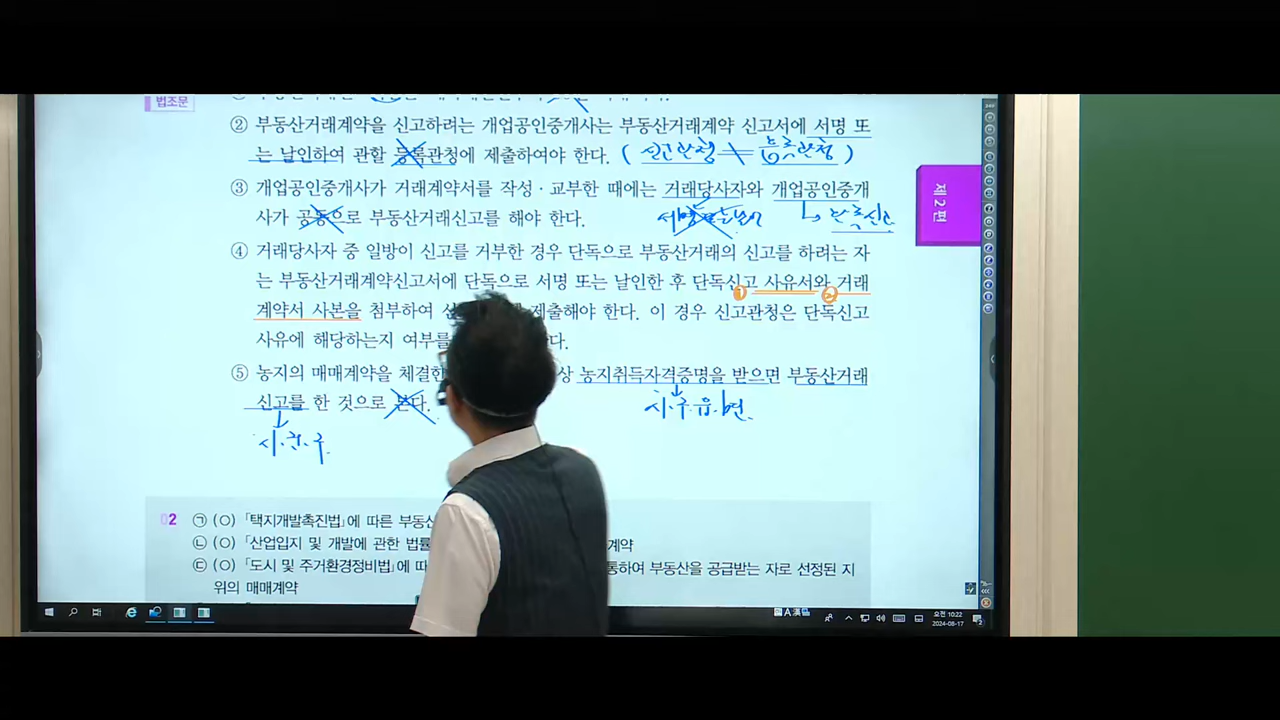 법조문
② 부동산거래계약을 신고하려는 개업공인중개사는 부동산거래계약 신고서에 서명 또
는 날인하여 관할 등록관청에 제출하여야 한다. ( 신고관청 등록관청 )
③ 개업공인중개사가 거래계약서를 작성·교부한 때에는 거래당사자와 개업공인중개
사가 공동으로 부동산거래신고를 해야 한다. 단독신고
④ 거래당사자 중 일방이 신고를 거부한 경우 단독으로 부동산거래의 신고를 하려는 자
는 부동산거래계약신고서에 단독으로 서명 또는 날인한 후 단독신고 사유서와 거래
① ②
계약서 사본을 첨부하여 제출해야 한다. 이 경우 신고관청은 단독신고
사유에 해당하는지 여부를 다.
⑤ 농지의 매매계약을 체결한 상 농지취득자격증명을 받으면 부동산거래
신고를 한 것으로 본다. 시·구·읍·면
시·군·구
제2편
02 ㉠ (○) 「택지개발촉진법」에 따른 부동산
㉡ (○) 「산업입지 및 개발에 관한 법률 계약
㉢ (○) 「도시 및 주거환경정비법」에 따 통하여 부동산을 공급받는 자로 선정된 지
위의 매매계약
A 漢
오전 10:22
2024-08-17